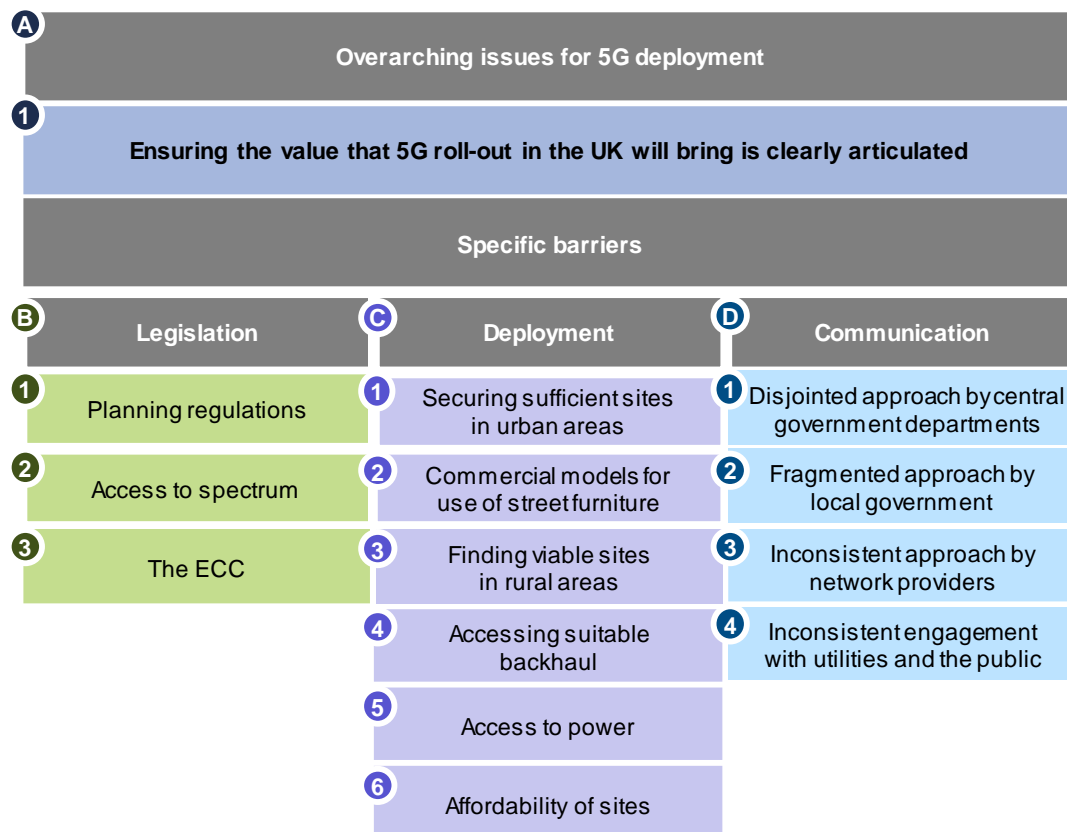 A
Overarching issues for 5G deployment
1
Ensuring the value that 5G roll-out in the UK will bring is clearly articulated
Specific barriers
B
Legislation
1
Planning regulations
2
Access to spectrum
3
The ECC
C
Deployment
1
Securing sufficient sites
in urban areas
2
Commercial models for
use of street furniture
3
Finding viable sites
in rural areas
4
Accessing suitable
backhaul
5
Access to power
6
Affordability of sites
D
Communication
1
Disjointed approach by central
government departments
2
Fragmented approach by
local government
3
Inconsistent approach by
network providers
4
Inconsistent engagement
with utilities and the public